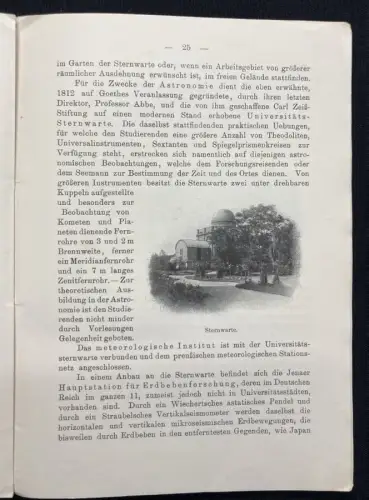 — 25 —
im Garten der Sternwarte oder, wenn ein Arbeitsgebiet von größerer
räumlicher Ausdehnung erwünscht ist, im freien Gelände stattfinden.
Für die Zwecke der Astronomie dient die eben erwähnte,
1812 auf Goethes Veranlassung gegründete, durch ihren letzten
Direktor, Professor Abbe, und die von ihm geschaffene Carl Zeiß-
Stiftung auf einen modernen Stand erhobene Universitäts-
Sternwarte. Die daselbst stattfindenden praktischen Uebungen,
für welche den Studierenden eine größere Anzahl von Theodoliten,
Universalinstrumenten, Sextanten und Spiegelprismenkreisen zur
Verfügung steht, erstrecken sich namentlich auf diejenigen astro-
nomischen Beobachtungen, welche dem Forschungsreisenden oder
dem Seemann zur Bestimmung der Zeit und des Ortes dienen. Von
größeren Instrumenten besitzt die Sternwarte zwei unter drehbaren
Kuppeln aufgestellte
und besonders zur
Beobachtung von
Kometen und Pla-
neten dienende Fern-
rohre von 3 und 2 m
Brennweite, ferner
ein Meridianfernrohr
und ein 7 m langes
Zenitfernrohr. — Zur
theoretischen Aus-
bildung in der Astro-
nomie ist den Studie-
renden nicht minder
durch Vorlesungen
Gelegenheit geboten.
Sternwarte.
Das meteorologische Institut ist mit der Universitäts-
sternwarte verbunden und dem preußischen meteorologischen Stations-
netz angeschlossen.
In einem Anbau an die Sternwarte befindet sich die Jenaer
Hauptstation für Erdbebenforschung, deren im Deutschen
Reich im ganzen 11, zumeist jedoch nicht in Universitätsstädten,
vorhanden sind. Durch ein Wiechertsches astatisches Pendel und
durch ein Straubelsches Vertikalseismometer werden daselbst die
horizontalen und vertikalen mikroseismischen Erdbewegungen, die
bisweilen durch Erdbeben in den entferntesten Gegenden, wie Japan